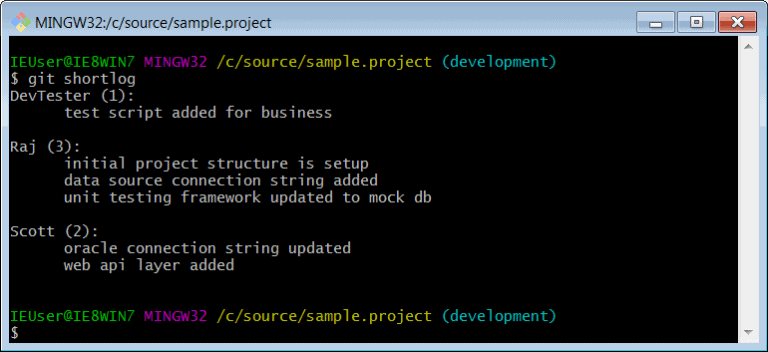 MINGW32:/c/source/sample.project
IEUser@IE8WIN7 MINGW32 /c/source/sample.project (development)
$ git shortlog
DevTester (1):
      test script added for business
Raj (3):
      initial project structure is setup
      data source connection string added
      unit testing framework updated to mock db
Scott (2):
      oracle connection string updated
      web api layer added
IEUser@IE8WIN7 MINGW32 /c/source/sample.project (development)
$